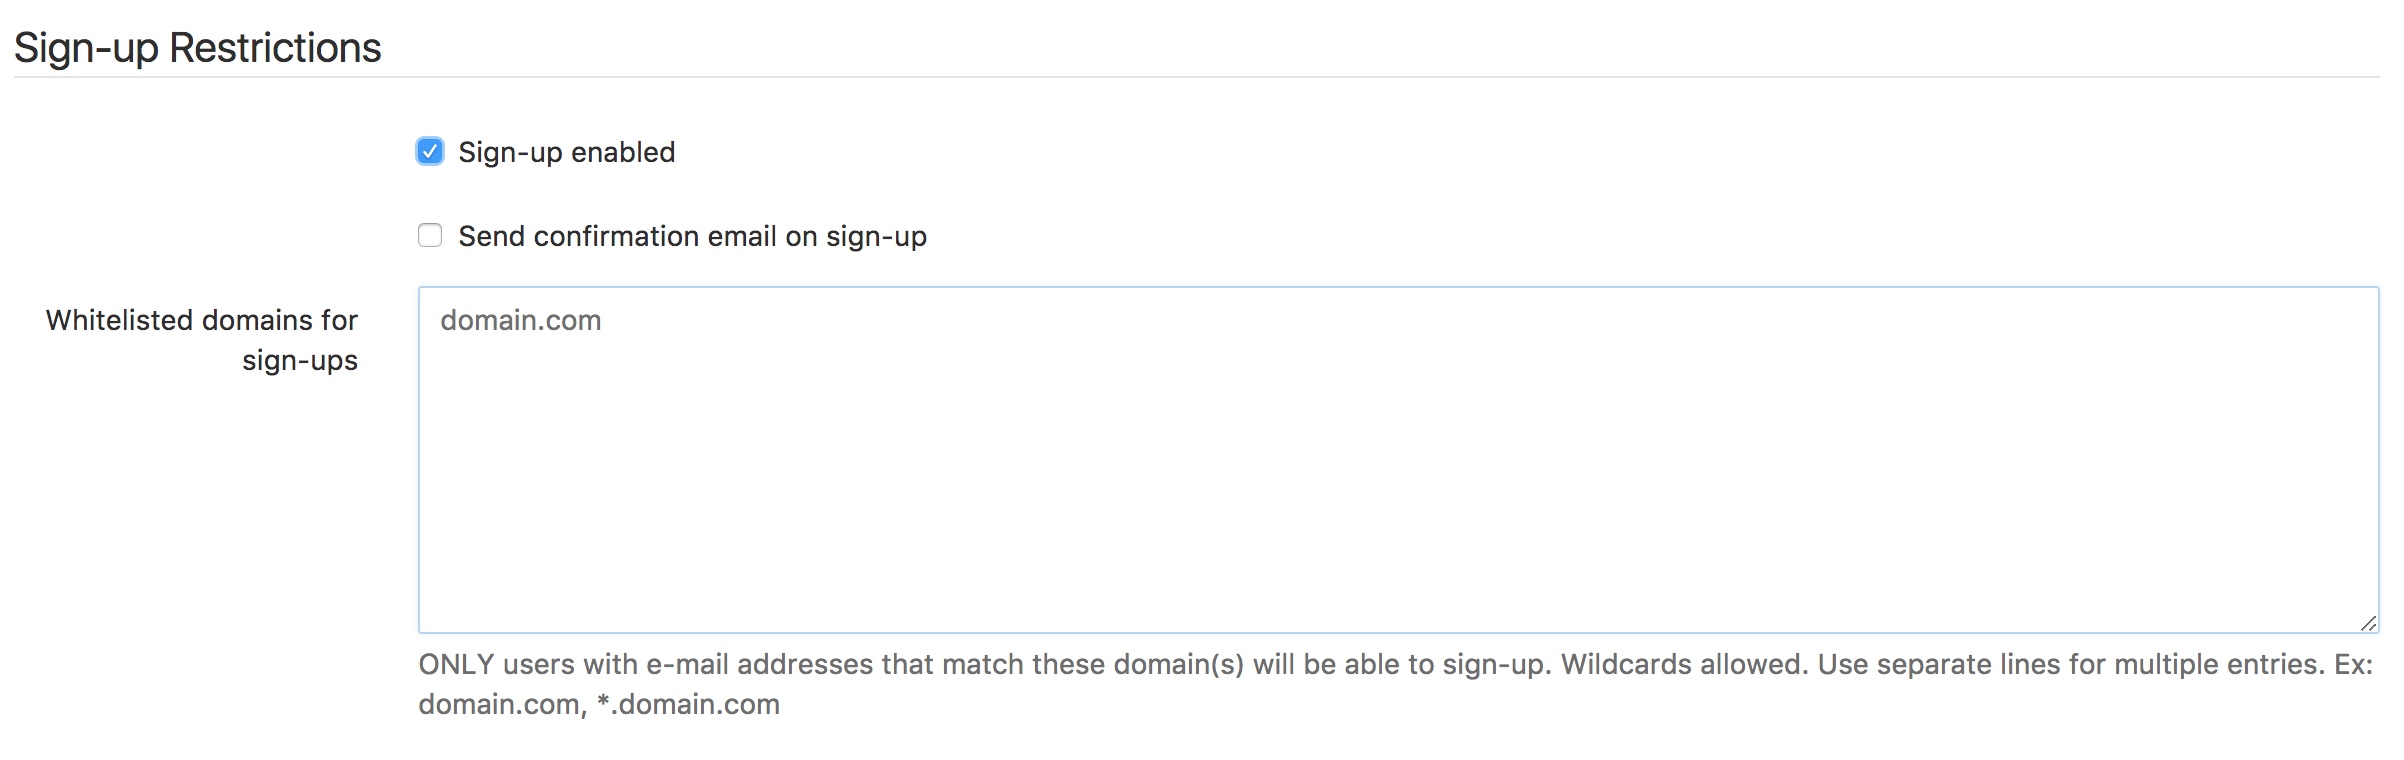 Sign-up Restrictions
Sign-up enabled
Send confirmation email on sign-up
Whitelisted domains for
sign-ups
domain.com
ONLY users with e-mail addresses that match these domain(s) will be able to sign-up. Wildcards allowed. Use separate lines for multiple entries. Ex:
domain.com, *.domain.com